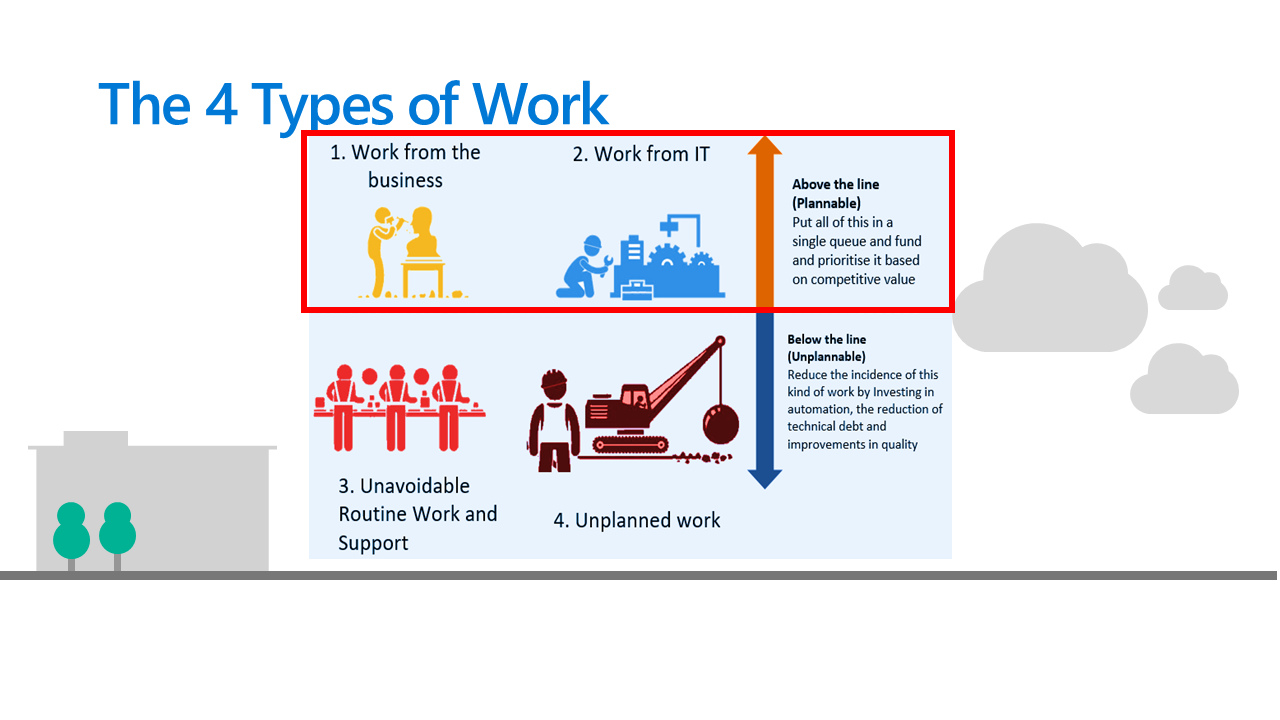 The 4 Types of Work
1. Work from the
business
2. Work from IT
Above the line
(Plannable)
Put all of this in a
single queue and fund
and prioritise it based
on competitive value
Below the line
(Unplannable)
Reduce the incidence of this
kind of work by Investing in
automation, the reduction of
technical debt and
improvements in quality
3. Unavoidable
Routine Work and
Support
4. Unplanned work